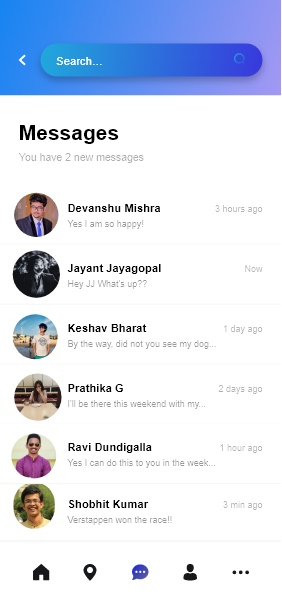 Search...
Messages
You have 2 new messages
Devanshu Mishra 3 hours ago
Yes I am so happy!
Jayant Jayagopal Now
Hey JJ What's up??
Keshav Bharat 1 day ago
By the way, did not you see my dog...
Prathika G 2 days ago
I'll be there this weekend with my...
Ravi Dundigalla 1 hour ago
Yes I can do this to you in the week...
Shobhit Kumar 3 min ago
Verstappen won the race!!